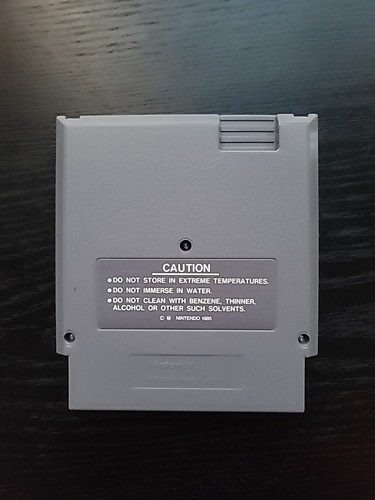 CAUTION
●DO NOT STORE IN EXTREME TEMPERATURES.
●DO NOT IMMERSE IN WATER.
●DO NOT CLEAN WITH BENZENE, THINNER,
ALCOHOL OR OTHER SUCH SOLVENTS.
© ® NINTENDO 1985